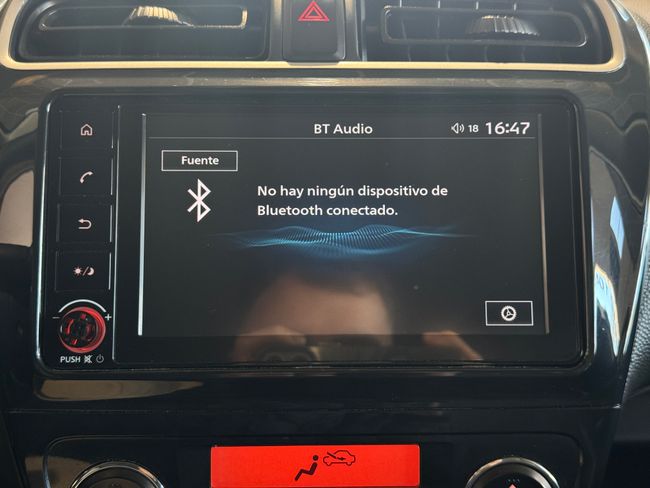 BT Audio
18 16:47
Fuente
No hay ningún dispositivo de
Bluetooth conectado.
- +
PUSH